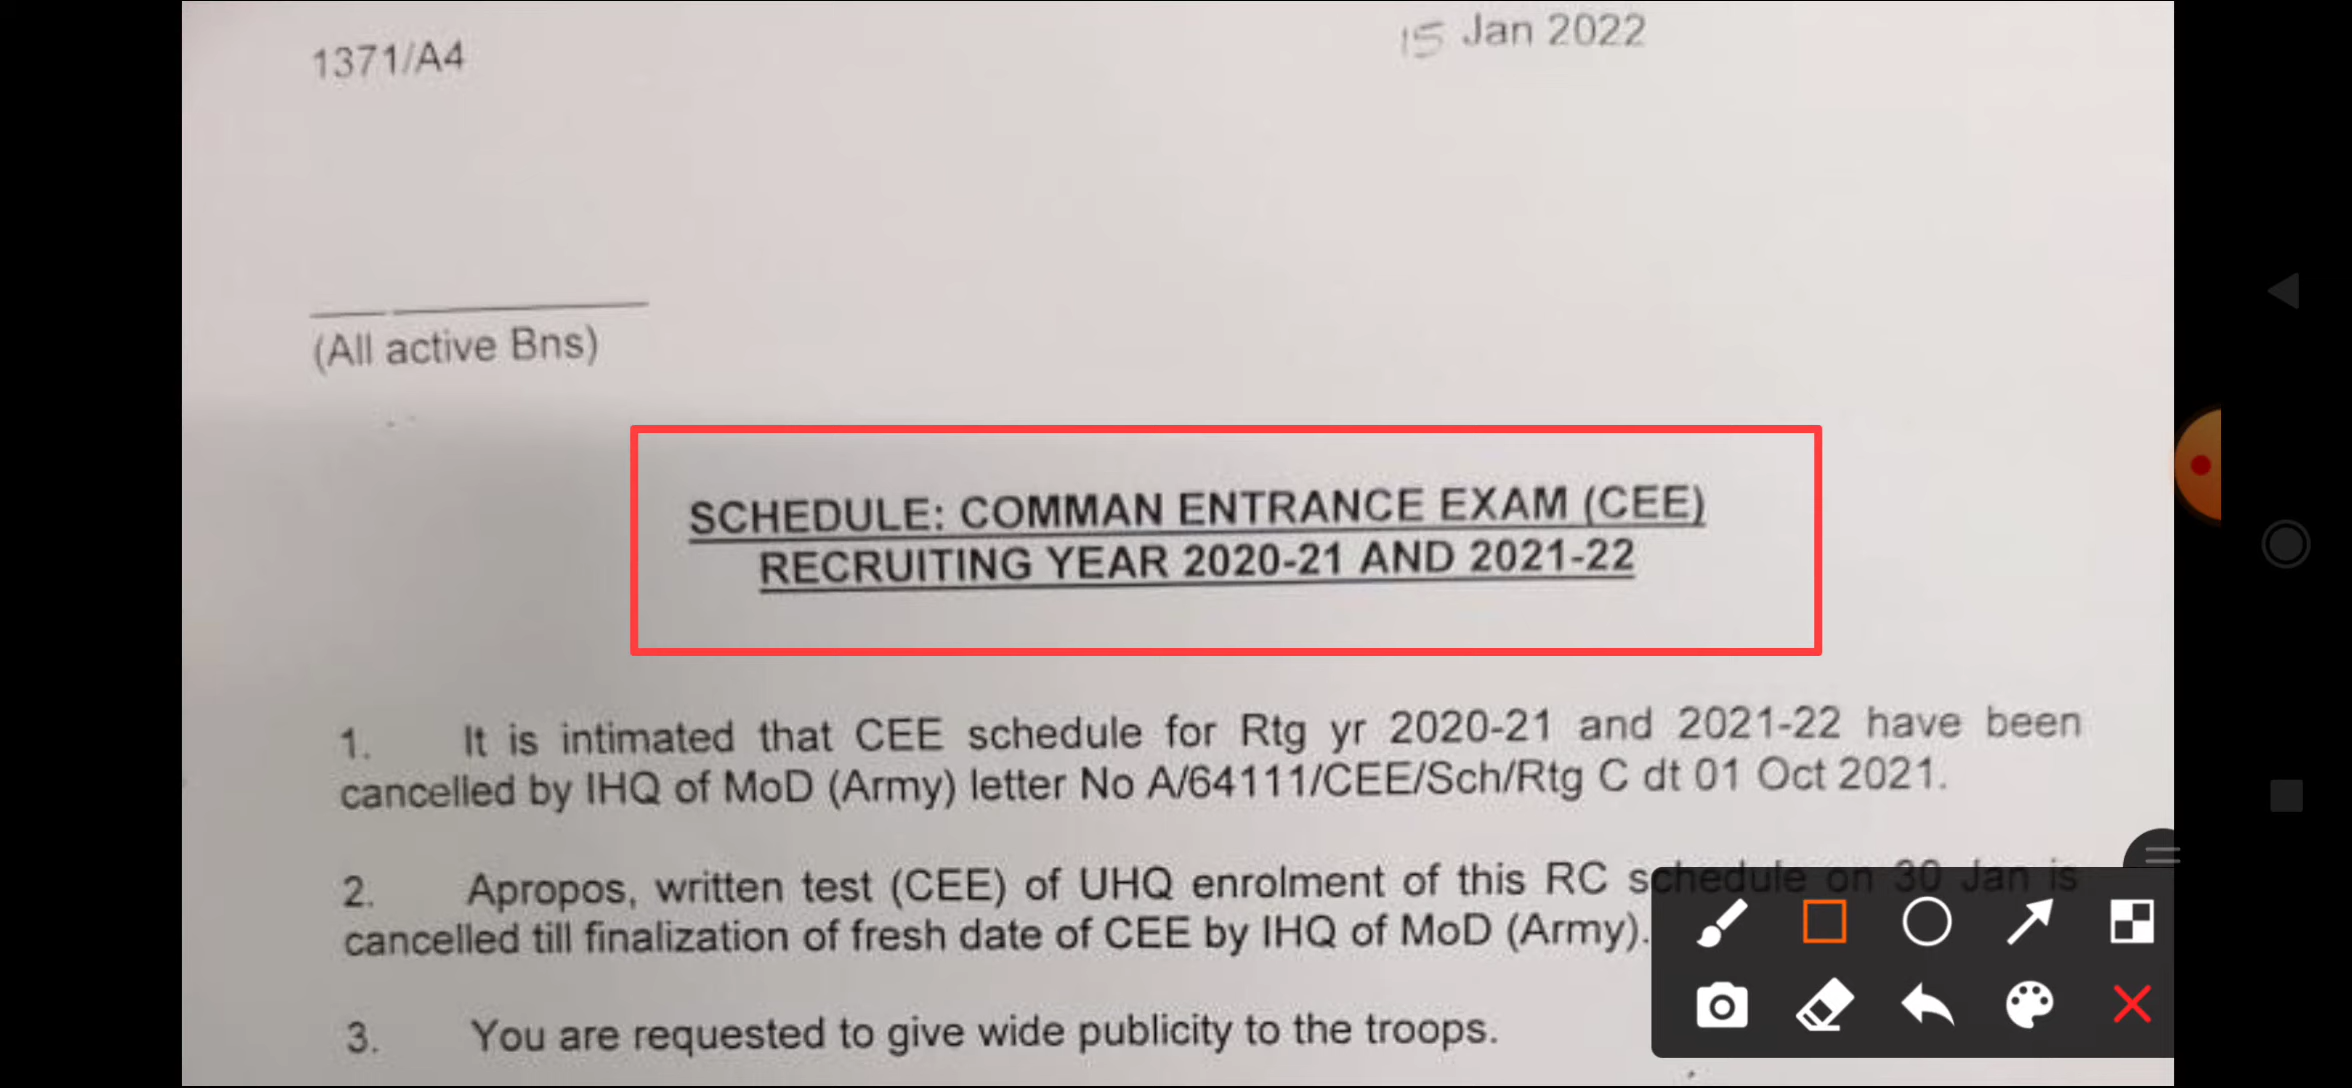 1371/A4
15 Jan 2022
(All active Bns)
SCHEDULE: COMMAN ENTRANCE EXAM (CEE)
RECRUITING YEAR 2020-21 AND 2021-22
1. It is intimated that CEE schedule for Rtg yr 2020-21 and 2021-22 have been
cancelled by IHQ of MoD (Army) letter No A/64111/CEE/Sch/Rtg C dt 01 Oct 2021.
2. Apropos, written test (CEE) of UHQ enrolment of this RC schedule on 30 Jan is
cancelled till finalization of fresh date of CEE by IHQ of MoD (Army).
3. You are requested to give wide publicity to the troops.